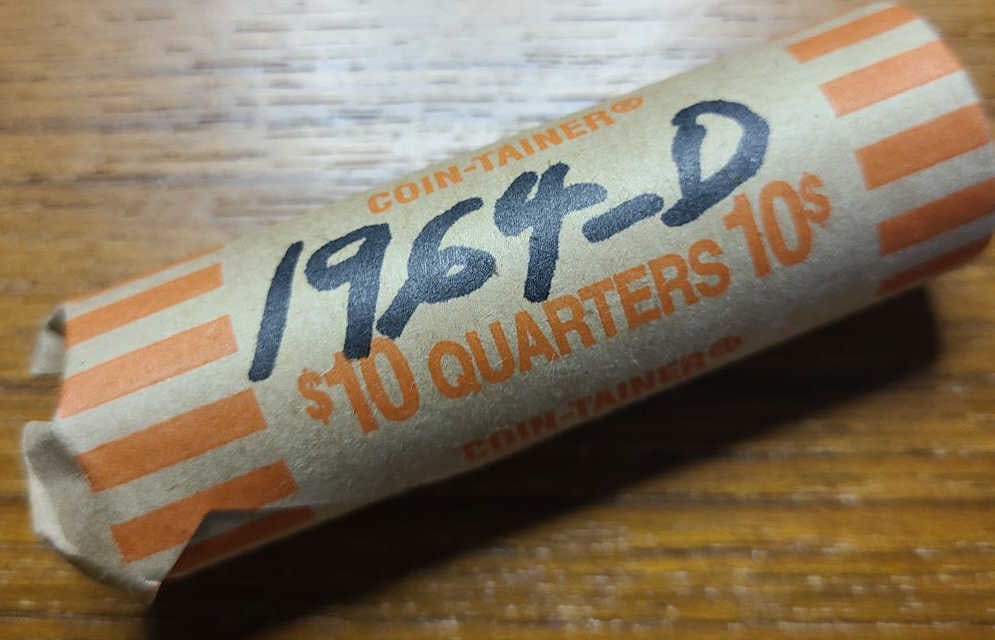 COIN-TAINER®
1964-D
$10 QUARTERS 10$
COIN-TAINER®